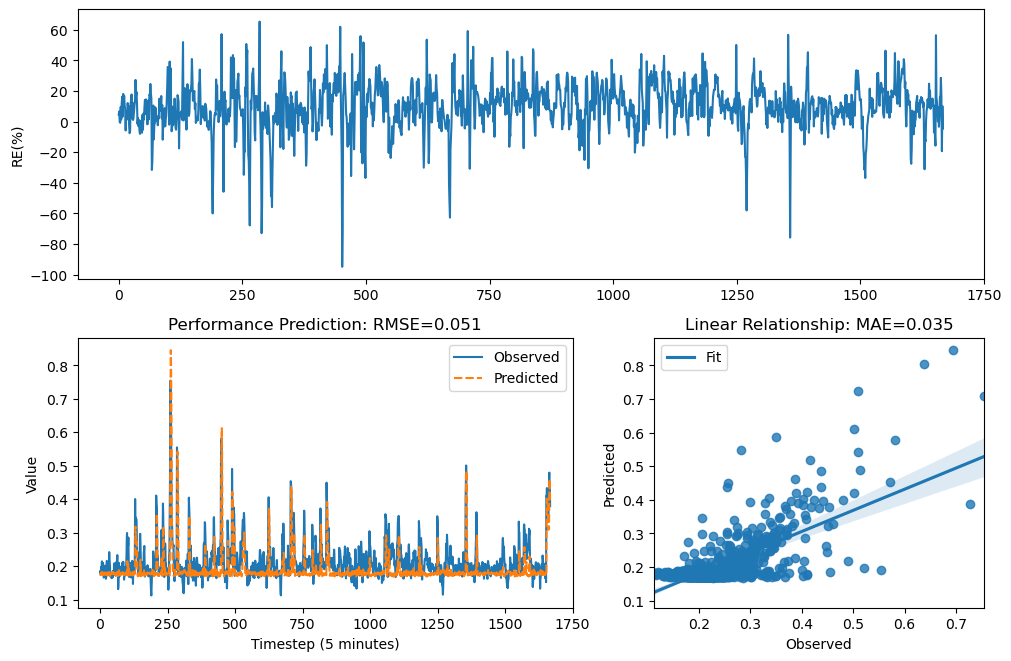 RE(%)
60
40
20
0
−20
−40
−60
−80
−100
0 250 500 750 1000 1250 1500 1750
Performance Prediction: RMSE=0.051
Value
0.8
0.7
0.6
0.5
0.4
0.3
0.2
0.1
Observed
Predicted
0 250 500 750 1000 1250 1500 1750
Timestep (5 minutes)
Linear Relationship: MAE=0.035
Predicted
0.8
0.7
0.6
0.5
0.4
0.3
0.2
0.1
Fit
0.2 0.3 0.4 0.5 0.6 0.7
Observed